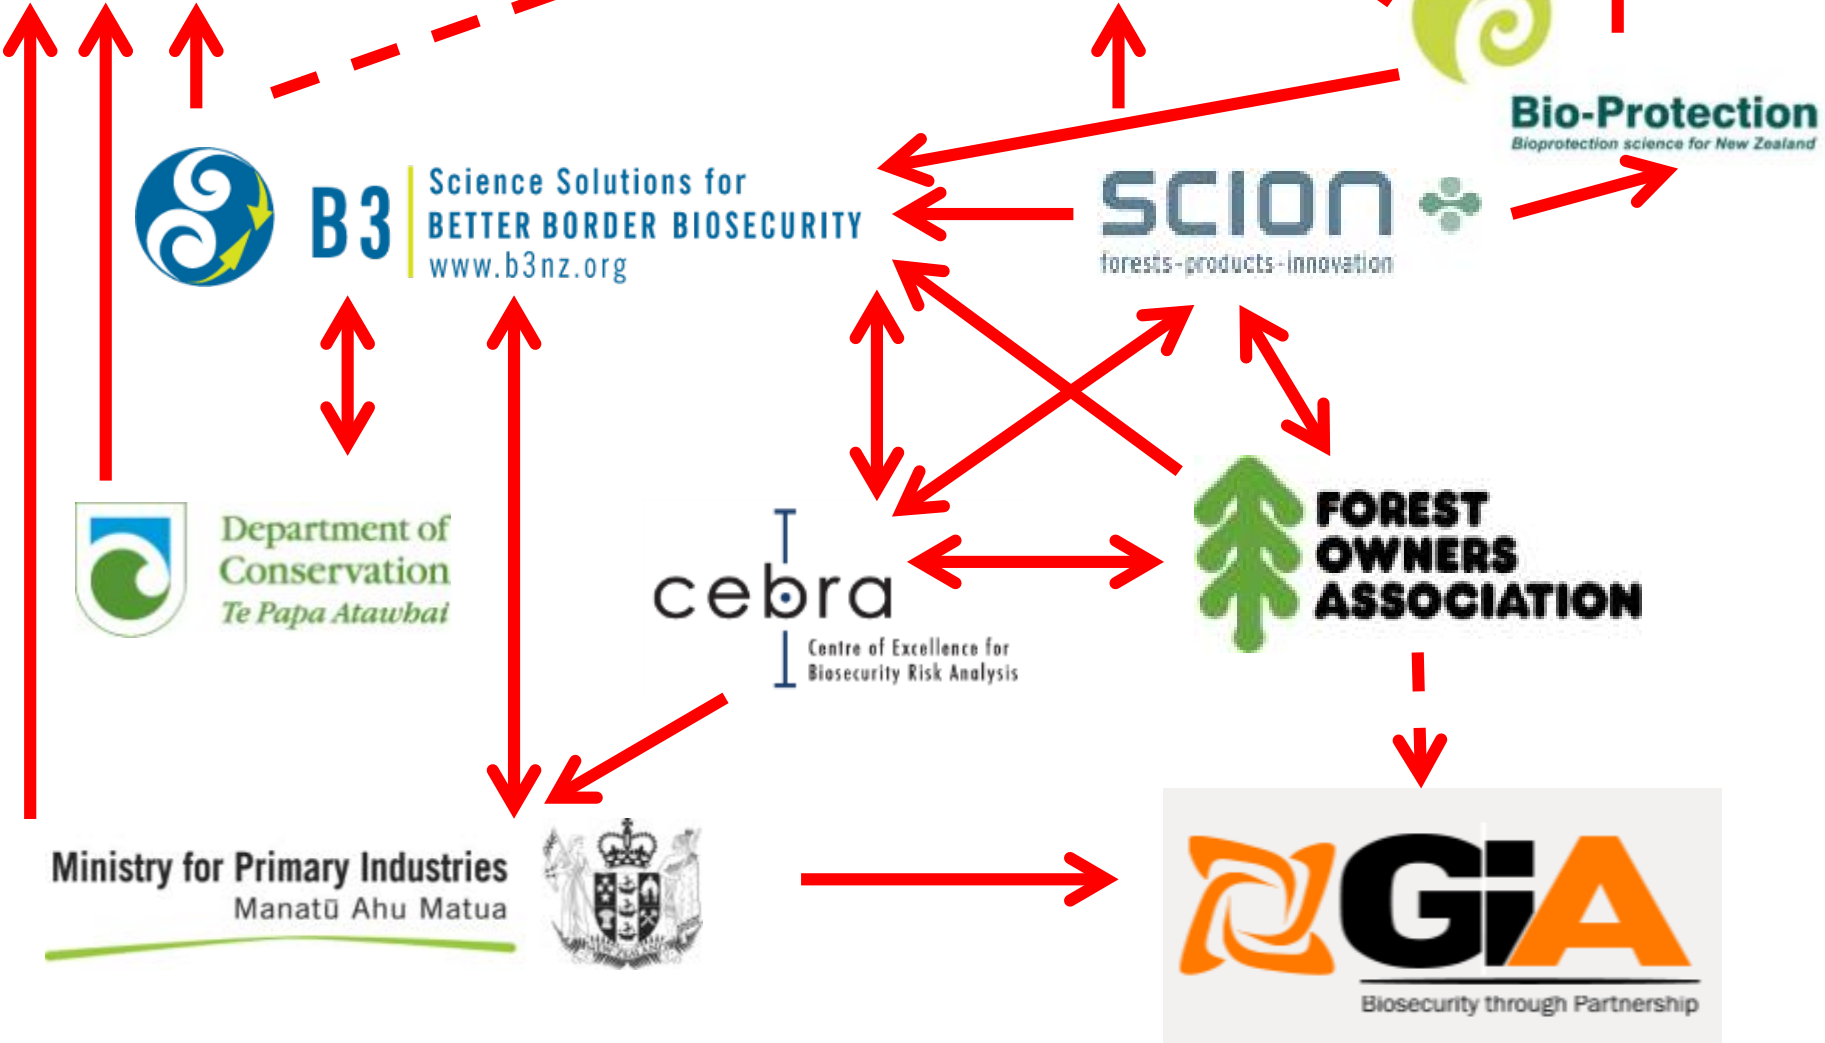 Bio-Protection
Bioprotection science for New Zealand
B3
Science Solutions for
BETTER BORDER BIOSECURITY
www.b3nz.org
SCION
forests-products-innovation
Department of
Conservation
Te Papa Atawhai
cebra
Centre of Excellence for
Biosecurity Risk Analysis
FOREST
OWNERS
ASSOCIATION
Ministry for Primary Industries
Manatū Ahu Matua
NEW ZEALAND
GiA
Biosecurity through Partnership